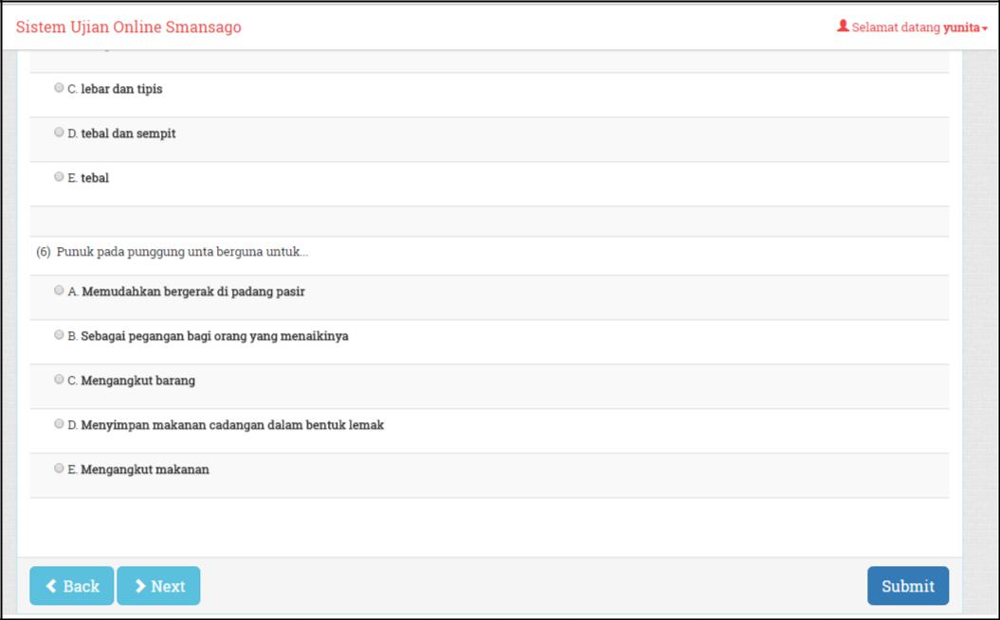 Sistem Ujian Online Smansago
Selamat datang yunita
C. lebar dan tipis
D. tebal dan sempit
E. tebal
(6) Punuk pada punggung unta berguna untuk...
A. Memudahkan bergerak di padang pasir
B. Sebagai pegangan bagi orang yang menaikinya
C. Mengangkut barang
D. Menyimpan makanan cadangan dalam bentuk lemak
E. Mengangkut makanan
Back
Next
Submit